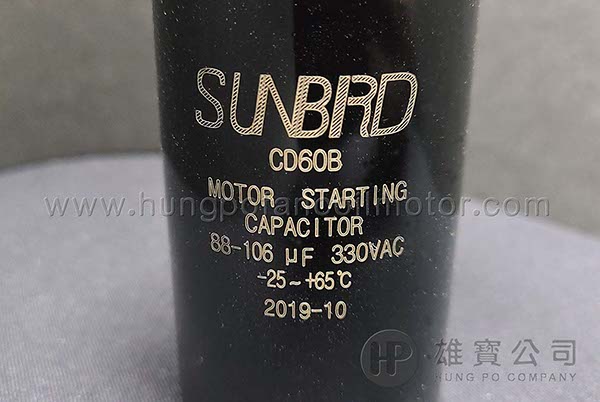 SUNBIRD
CD60B
MOTOR STARTING
CAPACITOR
88-106 µF 330VAC
-25~+65℃
2019-10
HP
雄寶公司
HUNG PO COMPANY